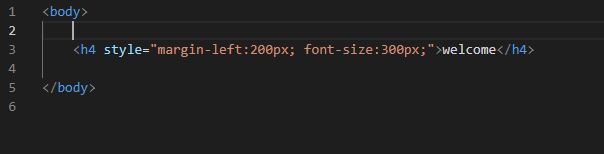 1 <body>
2
3 <h4 style="margin-left:200px; font-size:300px;">welcome</h4>
4
5 </body>
6